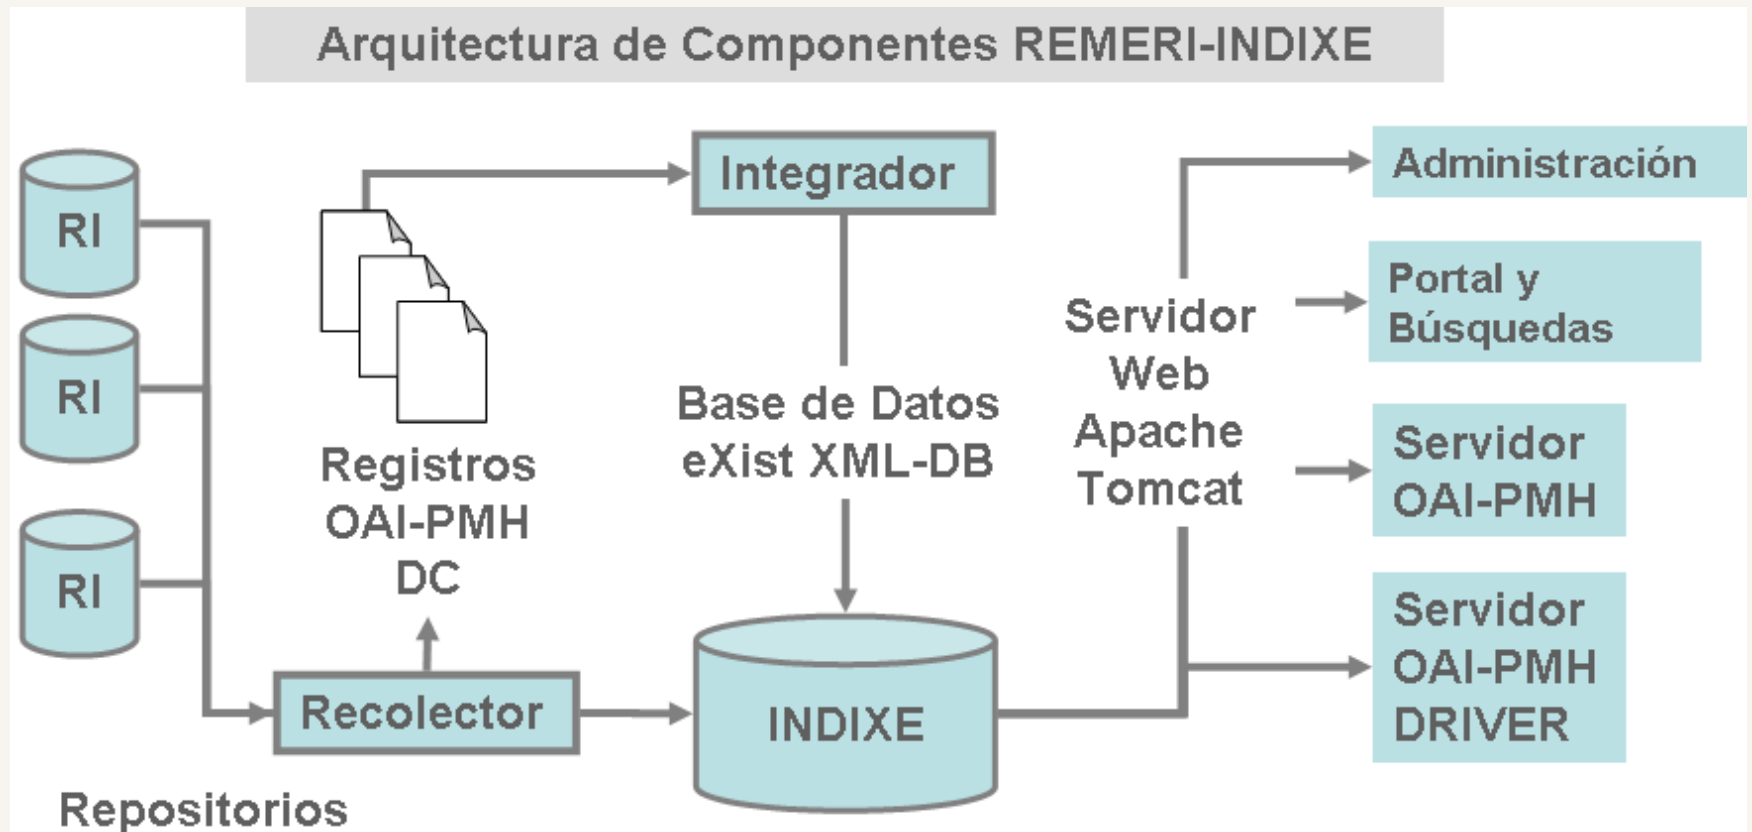 Arquitectura de Componentes REMERI-INDIXE
RI
RI
RI
Repositorios
Recolector
Registros
OAI-PMH
DC
Integrador
Base de Datos
eXist XML-DB
INDIXE
Servidor
Web
Apache
Tomcat
Administración
Portal y
Búsquedas
Servidor
OAI-PMH
Servidor
OAI-PMH
DRIVER